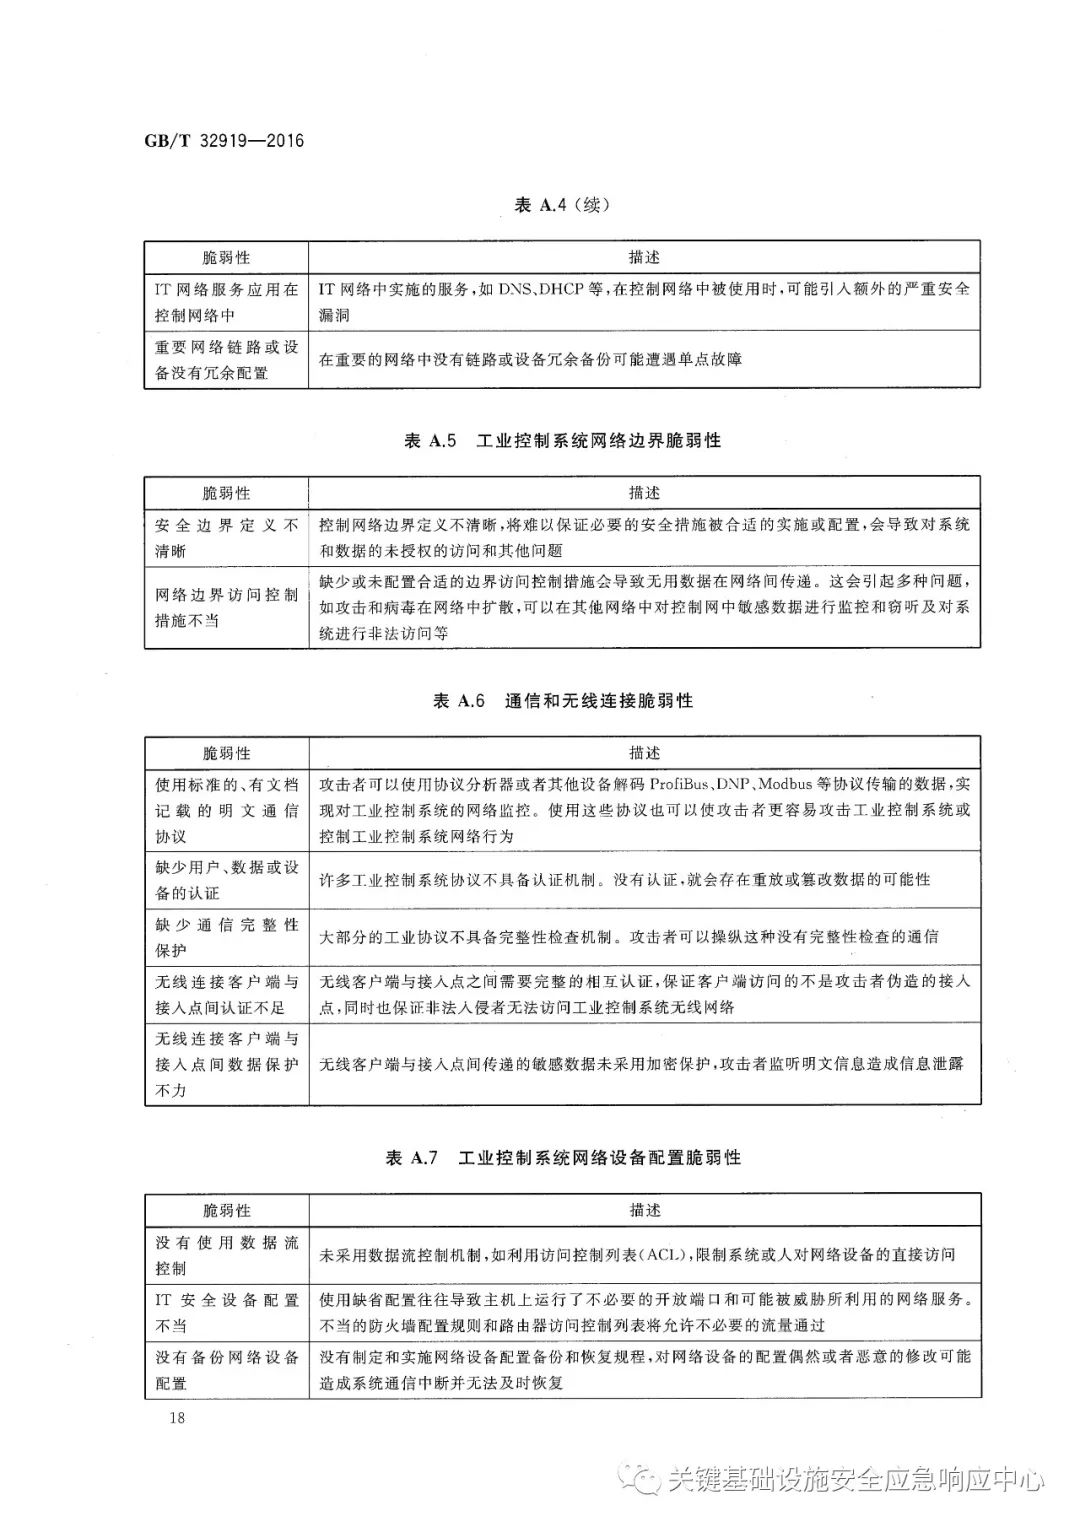 GB/T 32919—2016
表 A.4（续）
脆弱性 描述
IT 网络服务应用在
控制网络中
IT 网络中实施的服务,如 DNS、DHCP 等,在控制网络中被使用时,可能引入额外的严重安全
漏洞
重要网络链路或设
备没有冗余配置
在重要的网络中没有链路或设备冗余备份可能遭遇单点故障
表 A.5 工业控制系统网络边界脆弱性
脆弱性 描述
安全边界定义不
清晰
控制网络边界定义不清晰,将难以保证必要的安全措施被合适的实施或配置,会导致对系统
和数据的未授权的访问和其他问题
网络边界访问控制
措施不当
缺少或未配置合适的边界访问控制措施会导致无用数据在网络间传递。这会引起多种问题,
如攻击和病毒在网络中扩散,可以在其他网络中对控制网中敏感数据进行监控和窃听及对系
统进行非法访问等
表 A.6 通信和无线连接脆弱性
脆弱性 描述
使用标准的、有文档
记载的明文通信
协议
攻击者可以使用协议分析器或者其他设备解码 ProfiBus、DNP、Modbus 等协议传输的数据,实
现对工业控制系统的网络监控。使用这些协议也可以使攻击者更容易攻击工业控制系统或
控制工业控制系统网络行为
缺少用户、数据或设
备的认证
许多工业控制系统协议不具备认证机制。没有认证,就会存在重放或篡改数据的可能性
缺少通信完整性
保护
大部分的工业协议不具备完整性检查机制。攻击者可以操纵这种没有完整性检查的通信
无线连接客户端与
接入点间认证不足
无线客户端与接入点之间需要完整的相互认证,保证客户端访问的不是攻击者伪造的接入
点,同时也保证非法入侵者无法访问工业控制系统无线网络
无线连接客户端与
接入点间数据保护
不力
无线客户端与接入点间传递的敏感数据未采用加密保护,攻击者监听明文信息造成信息泄露
表 A.7 工业控制系统网络设备配置脆弱性
脆弱性 描述
没有使用数据流
控制
未采用数据流控制机制,如利用访问控制列表(ACL),限制系统或人对网络设备的直接访问
IT 安全设备配置
不当
使用缺省配置往往导致主机上运行了不必要的开放端口和可能被威胁所利用的网络服务。
不当的防火墙配置规则和路由器访问控制列表将允许不必要的流量通过
没有备份网络设备
配置
没有制定和实施网络设备配置备份和恢复规程,对网络设备的配置偶然或者恶意的修改可能
造成系统通信中断并无法及时恢复
18
关键基础设施安全应急响应中心